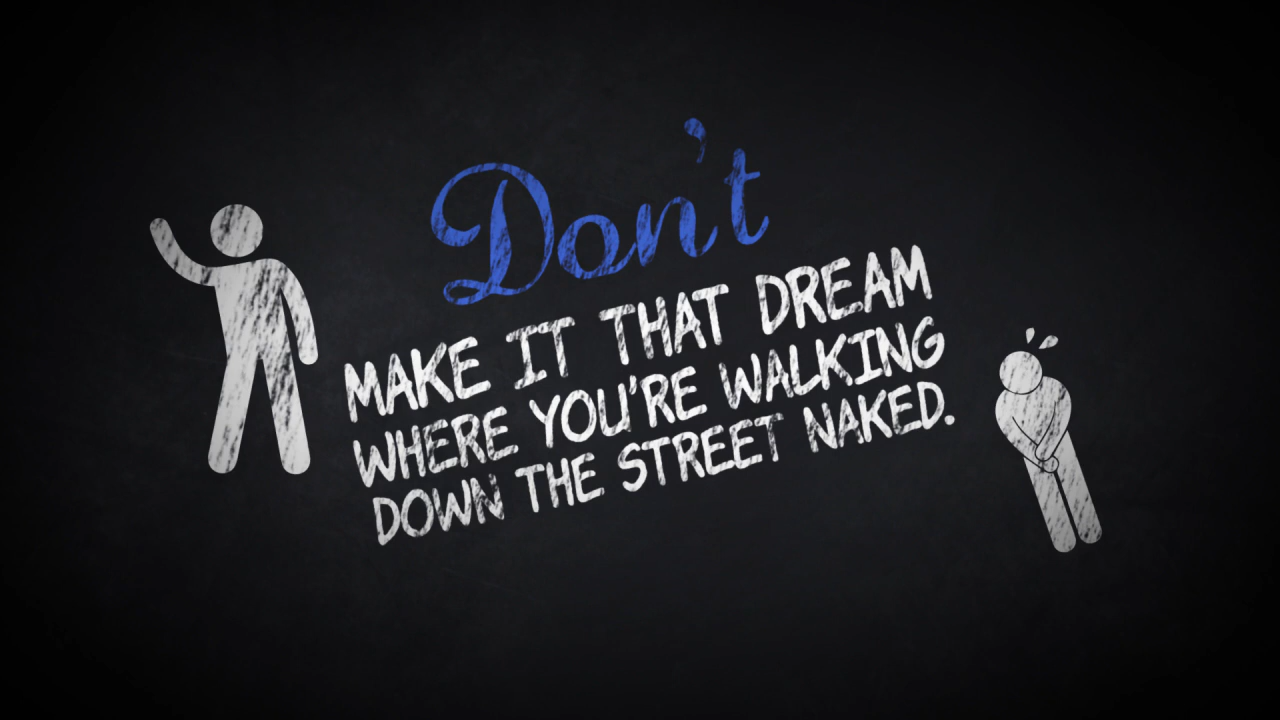 Don't
MAKE IT THAT DREAM
WHERE YOU'RE WALKING
DOWN THE STREET NAKED.